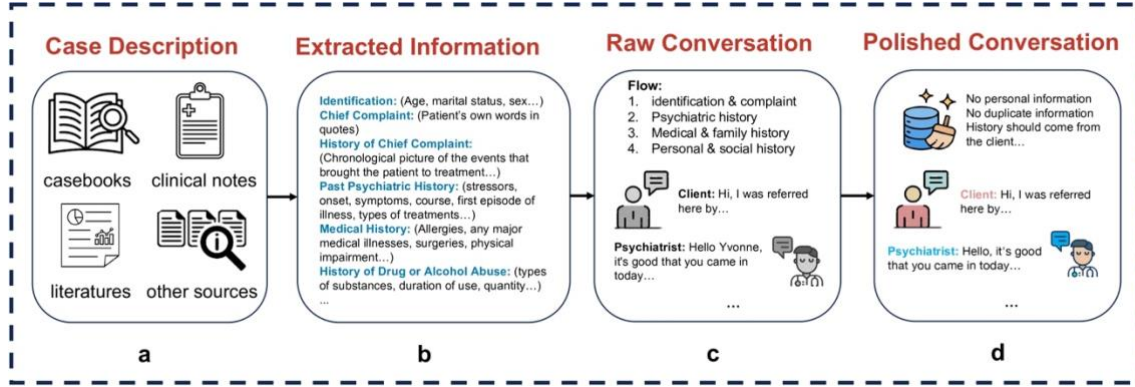 Case Description
casebooks
clinical notes
literatures
other sources
a
Extracted Information
Identification: (Age, marital status, sex…)
Chief Complaint: (Patient's own words in
quotes)
History of Chief Complaint:
(Chronological picture of the events that
brought the patient to treatment…)
Past Psychiatric History: (stressors,
onset, symptoms, course, first episode of
illness, types of treatments…)
Medical History: (Allergies, any major
medical illnesses, surgeries, physical
impairment…)
History of Drug or Alcohol Abuse: (types
of substances, duration of use, quantity…)
...
b
Raw Conversation
Flow:
1. identification & complaint
2. Psychiatric history
3. Medical & family history
4. Personal & social history
Client: Hi, I was referred
here by…
Psychiatrist: Hello Yvonne,
it's good that you came in
today…
...
c
Polished Conversation
No personal information
No duplicate information
History should come from
the client…
Client: Hi, I was referred
here by…
Psychiatrist: Hello, it's good
that you came in today…
...
d